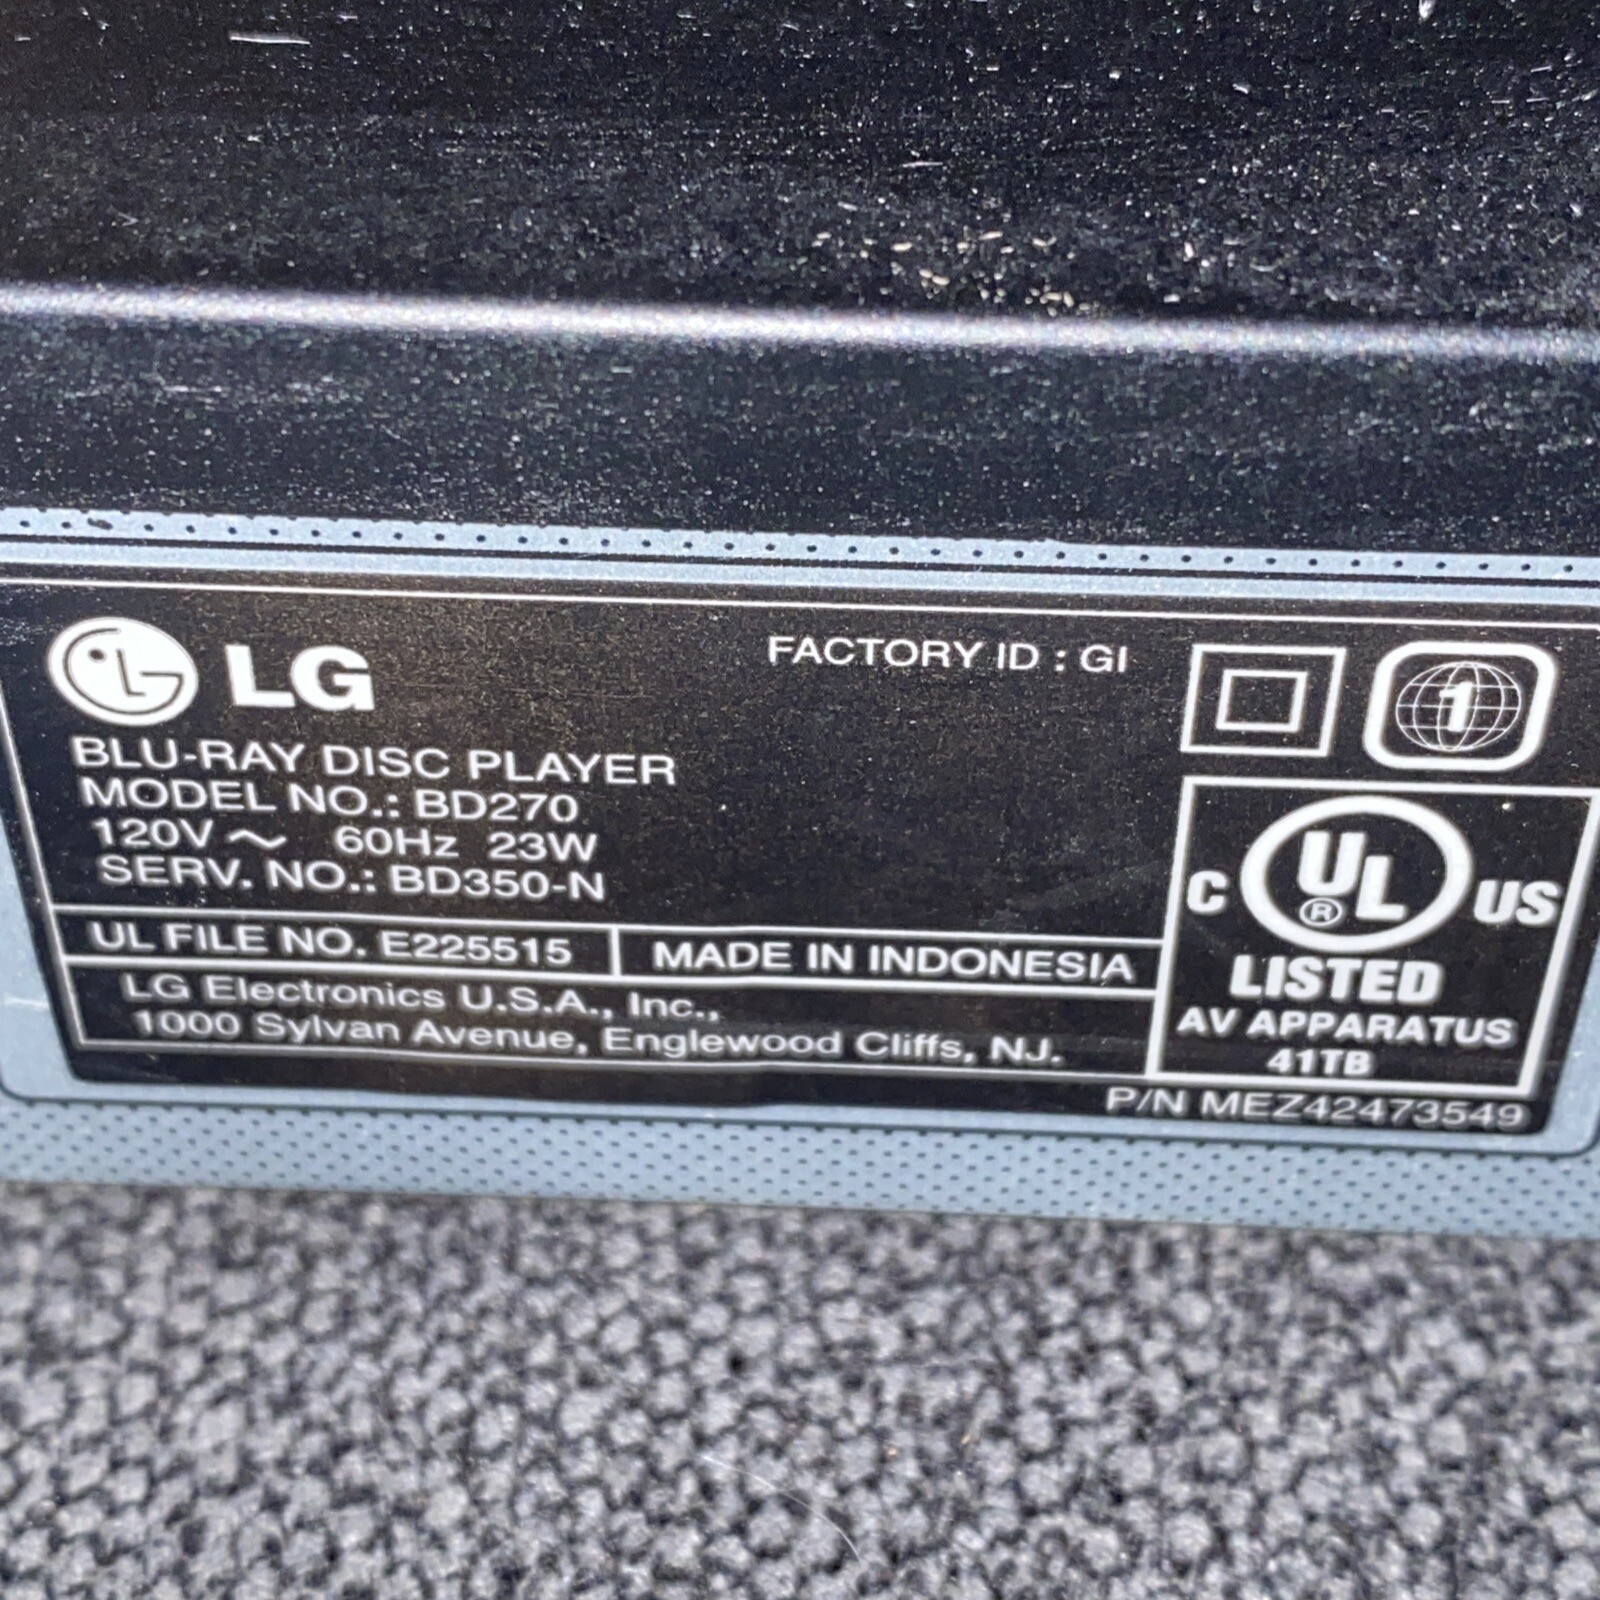 LG
FACTORY ID : GI
1
BLU-RAY DISC PLAYER
MODEL NO.: BD270
120V ~ 60Hz 23W
SERV. NO.: BD350-N
UL FILE NO. E225515
MADE IN INDONESIA
LG Electronics U.S.A., Inc.,
1000 Sylvan Avenue, Englewood Cliffs, NJ.
C UL ® US
LISTED
AV APPARATUS
41TB
P/N MEZ42473549